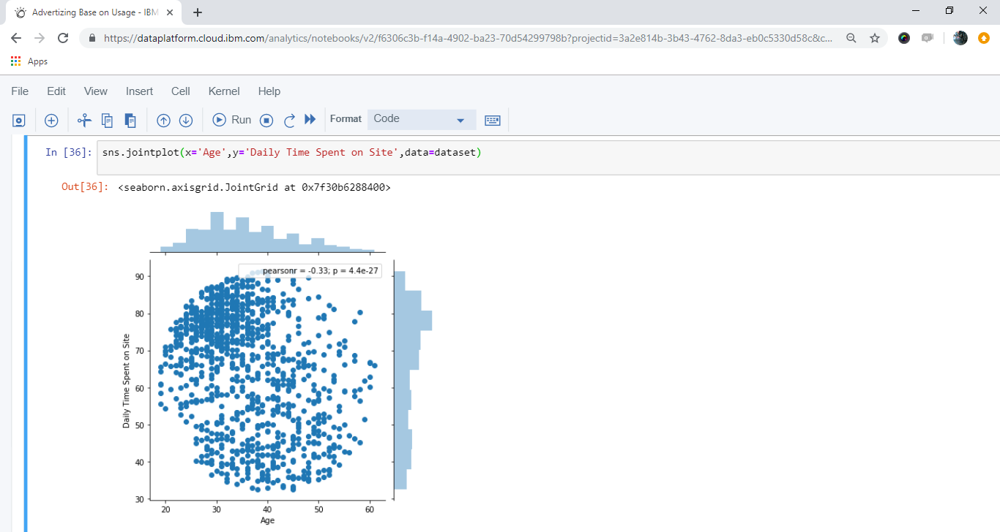 Advertizing Base on Usage - IBM
https://dataplatform.cloud.ibm.com/analytics/notebooks/v2/f6306c3b-f14a-4902-ba23-70d54299798b?projectid=3a2e814b-3b43-4762-8da3-eb0c5330d58c&c...
Apps
File Edit View Insert Cell Kernel Help
Run Format Code
In [36]: sns.jointplot(x='Age',y='Daily Time Spent on Site',data=dataset)
Out[36]: <seaborn.axisgrid.JointGrid at 0x7f30b6288400>
pearsonr = -0.33; p = 4.4e-27
90
80
70
60
50
40
30
Daily Time Spent on Site
20 30 40 50 60
Age